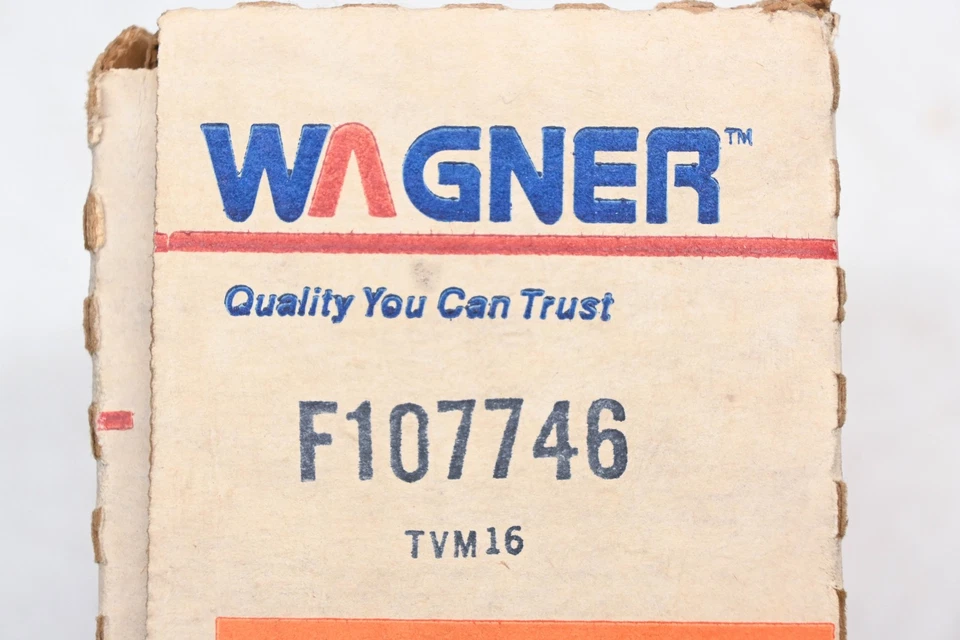 WAGNER™
Quality You Can Trust
F107746
TVM16